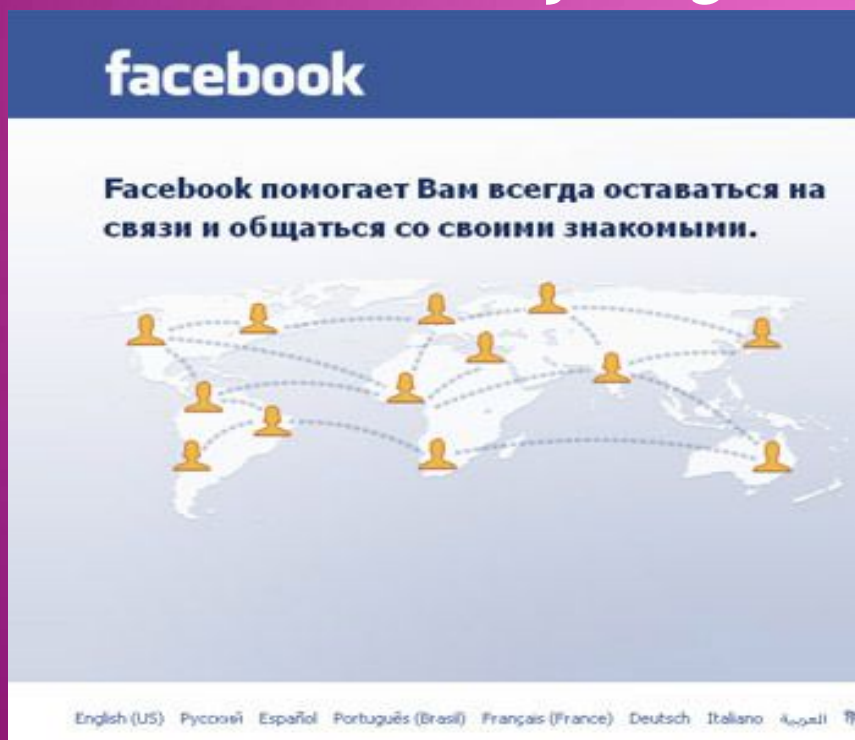 facebook
Facebook помогает Вам всегда оставаться на
связи и общаться со своими знакомыми.
English (US) Русский Español Português (Brasil) Français (France) Deutsch Italiano العربية